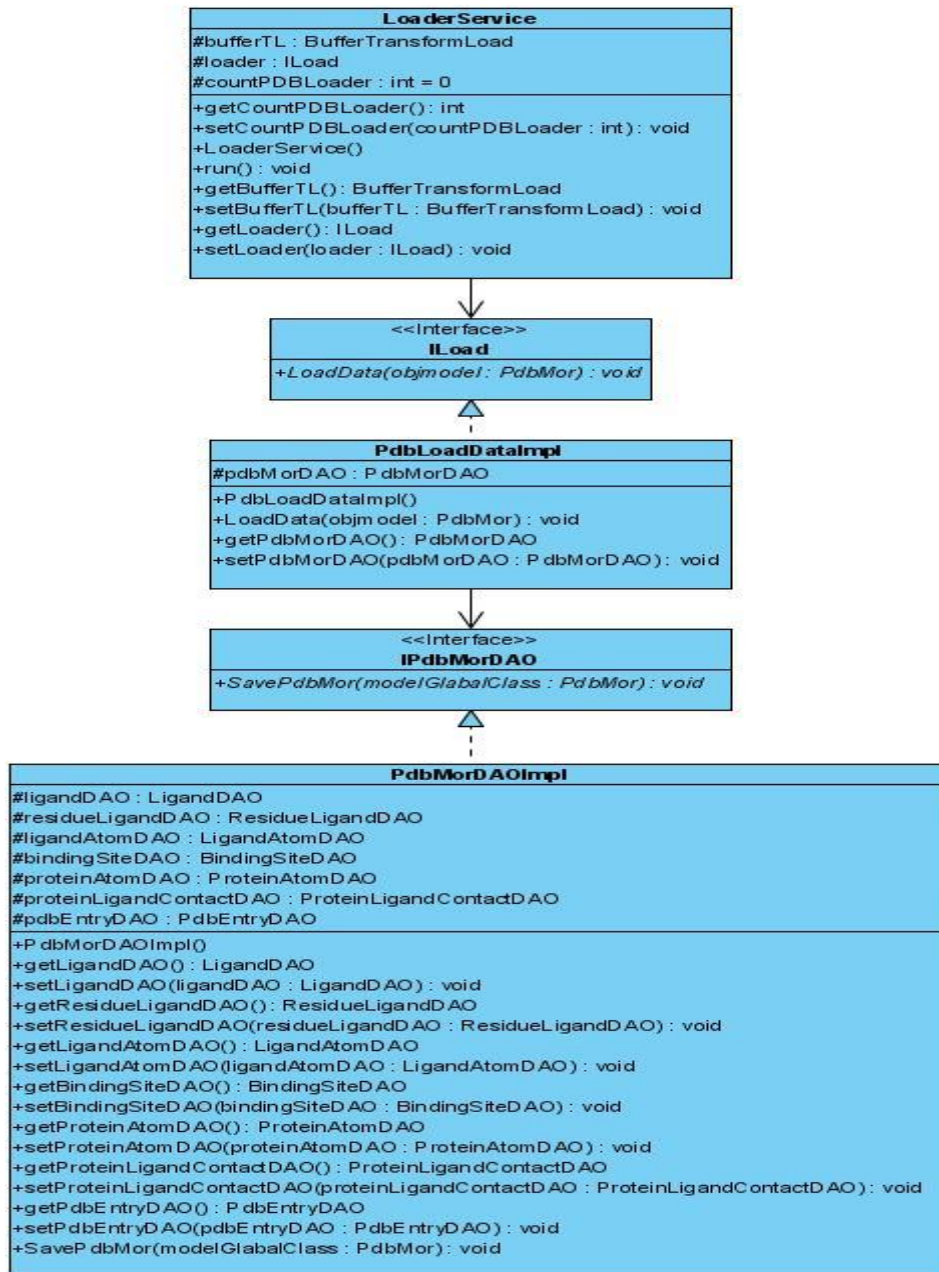 LoaderService
#bufferTL : BufferTransformLoad
#loader : ILoad
#countPDBLoader : int = 0
+getCountPDBLoader() : int
+setCountPDBLoader(countPDBLoader : int) : void
+LoaderService()
+run() : void
+getBufferTL() : BufferTransformLoad
+setBufferTL(bufferTL : BufferTransformLoad) : void
+getLoader() : ILoad
+setLoader(loader : ILoad) : void
<<Interface>>
ILoad
+LoadData(objmodel : PdbMor) : void
PdbLoadDataImpl
#pdbMorDAO : PdbMorDAO
+PdbLoadDataImpl()
+LoadData(objmodel : PdbMor) : void
+getPdbMorDAO() : PdbMorDAO
+setPdbMorDAO(pdbMorDAO : PdbMorDAO) : void
<<Interface>>
IPdbMorDAO
+SavePdbMor(modelGlabalClass : PdbMor) : void
PdbMorDAOImpl
#ligandDAO : LigandDAO
#residueLigandDAO : ResidueLigandDAO
#ligandAtomDAO : LigandAtomDAO
#bindingSiteDAO : BindingSiteDAO
#proteinAtomDAO : ProteinAtomDAO
#proteinLigandContactDAO : ProteinLigandContactDAO
#pdbEntryDAO : PdbEntryDAO
+PdbMorDAOImpl()
+getLigandDAO() : LigandDAO
+setLigandDAO(ligandDAO : LigandDAO) : void
+getResidueLigandDAO() : ResidueLigandDAO
+setResidueLigandDAO(residueLigandDAO : ResidueLigandDAO) : void
+getLigandAtomDAO() : LigandAtomDAO
+setLigandAtomDAO(ligandAtomDAO : LigandAtomDAO) : void
+getBindingSiteDAO() : BindingSiteDAO
+setBindingSiteDAO(bindingSiteDAO : BindingSiteDAO) : void
+getProteinAtomDAO() : ProteinAtomDAO
+setProteinAtomDAO(proteinAtomDAO : ProteinAtomDAO) : void
+getProteinLigandContactDAO() : ProteinLigandContactDAO
+setProteinLigandContactDAO(proteinLigandContactDAO : ProteinLigandContactDAO) : void
+getPdbEntryDAO() : PdbEntryDAO
+setPdbEntryDAO(pdbEntryDAO : PdbEntryDAO) : void
+SavePdbMor(modelGlabalClass : PdbMor) : void